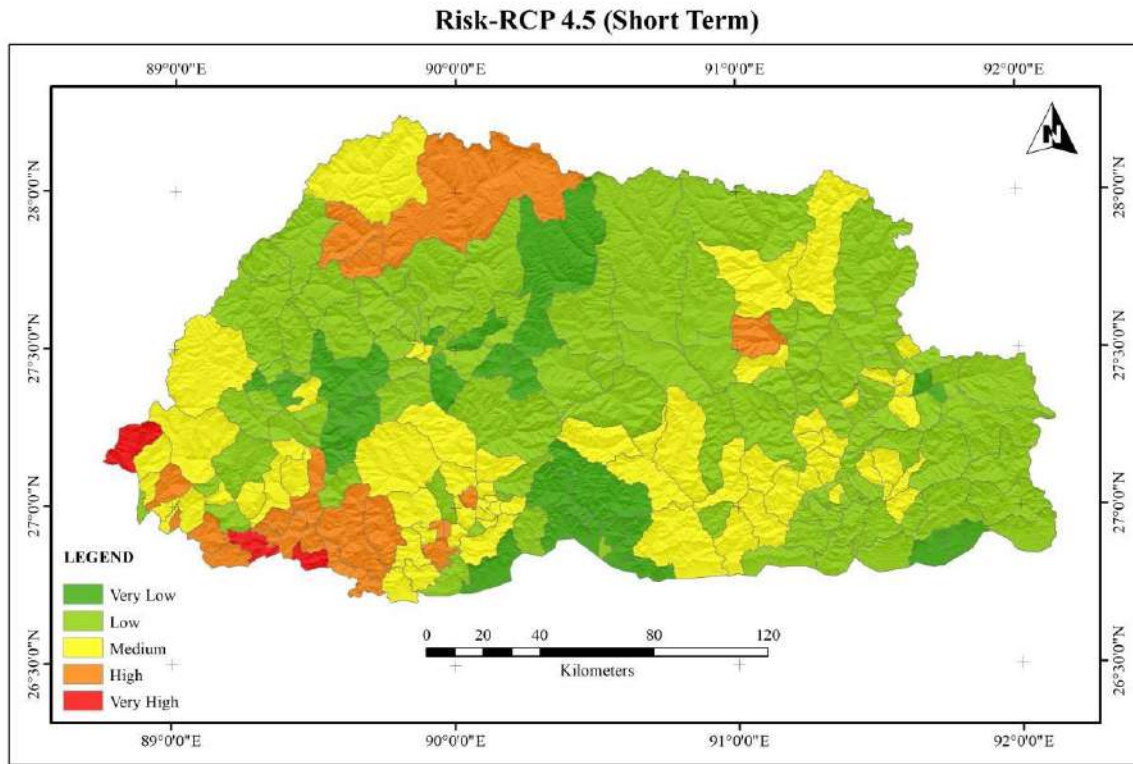 Risk-RCP 4.5 (Short Term)
89°0'0"E 90°0'0"E 91°0'0"E 92°0'0"E
N
28°0'0"N 28°0'0"N
27°30'0"N 27°30'0"N
27°0'0"N 27°0'0"N
26°30'0"N 26°30'0"N
LEGEND
Very Low
Low
Medium
High
Very High
0 20 40 80 120
Kilometers
89°0'0"E 90°0'0"E 91°0'0"E 92°0'0"E